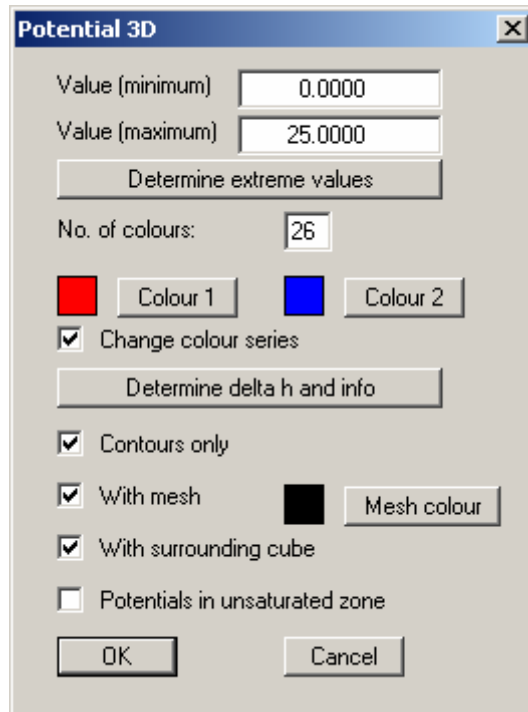 Potential 3D
Value (minimum) 0.0000
Value (maximum) 25.0000
Determine extreme values
No. of colours: 26
Colour 1 Colour 2
Change colour series
Determine delta h and info
Contours only
With mesh Mesh colour
With surrounding cube
Potentials in unsaturated zone
OK Cancel